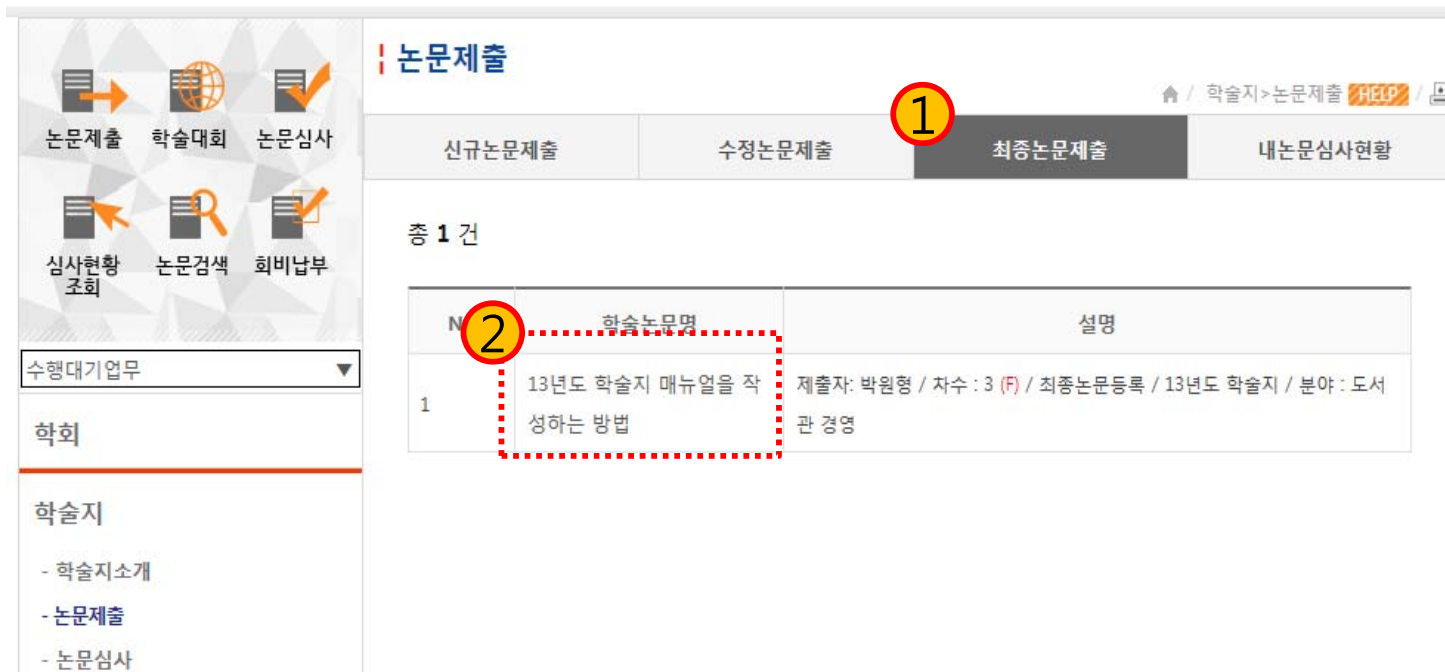 논문제출 학술대회 논문심사
심사현황 논문검색 회비납부
조회
수행대기업무 ▼
학회
학술지
- 학술지소개
- 논문제출
- 논문심사
논문제출
/ 학술지>논문제출 HELP /
1
신규논문제출 수정논문제출 최종논문제출 내논문심사현황
총 1 건
N 학술논문명 설명
2
1 13년도 학술지 매뉴얼을 작 제출자: 박원형 / 차수 : 3 (F) / 최종논문등록 / 13년도 학술지 / 분야 : 도서
성하는 방법 관 경영